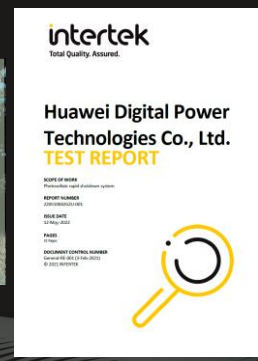 intertek
Total Quality. Assured.
Huawei Digital Power
Technologies Co., Ltd.
TEST REPORT
SCOPE OF WORK
Photovoltaic rapid shutdown system
REPORT NUMBER
ISSUE DATE
12-May-2022
PAGES
DOCUMENT CONTROL NUMBER
© 2021 INTERTEK